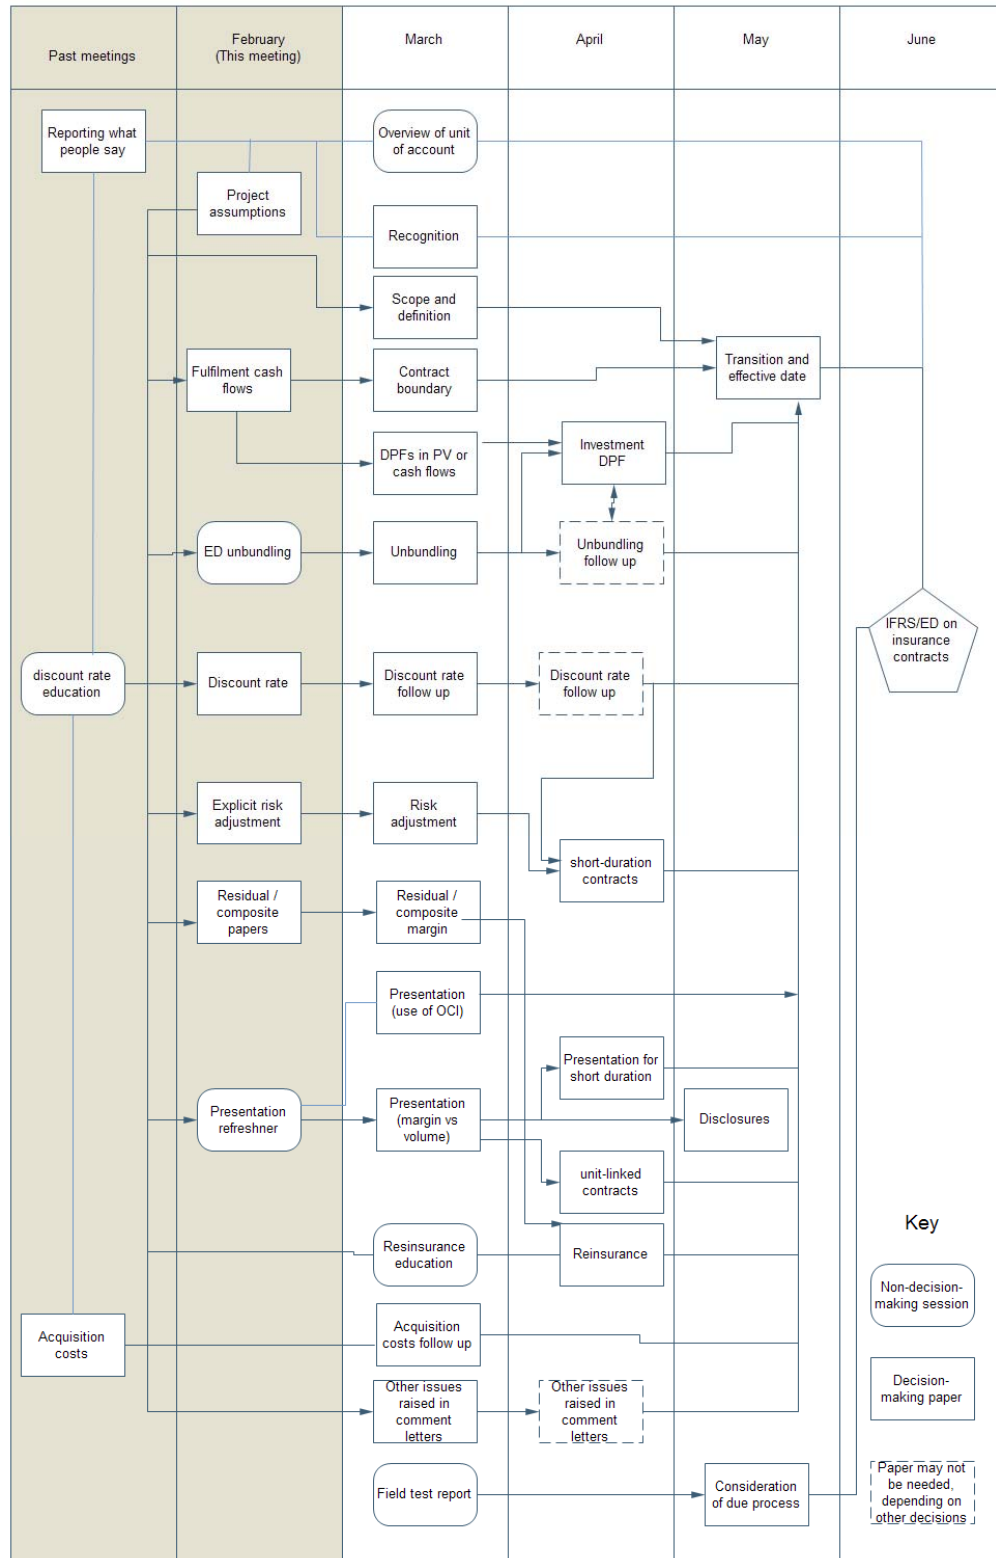 Past meetings
February
(This meeting)
March
April
May
June
Reporting what
people say
Overview of unit
of account
Project
assumptions
Recognition
Scope and
definition
Fulfilment cash
flows
Contract
boundary
Transition and
effective date
DPFs in PV or
cash flows
Investment
DPF
ED unbundling
Unbundling
Unbundling
follow up
IFRS/ED on
insurance
contracts
discount rate
education
Discount rate
Discount rate
follow up
Discount rate
follow up
Explicit risk
adjustment
Risk
adjustment
short-duration
contracts
Residual /
composite
papers
Residual /
composite
margin
Presentation
(use of OCI)
Presentation for
short duration
Presentation
refreshner
Presentation
(margin vs
volume)
Disclosures
unit-linked
contracts
Resinsurance
education
Reinsurance
Acquisition
costs
Acquisition
costs follow up
Other issues
raised in
comment
letters
Other issues
raised in
comment
letters
Field test report
Consideration
of due process
Key
Non-decision-
making session
Decision-
making paper
Paper may not
be needed,
depending on
other decisions